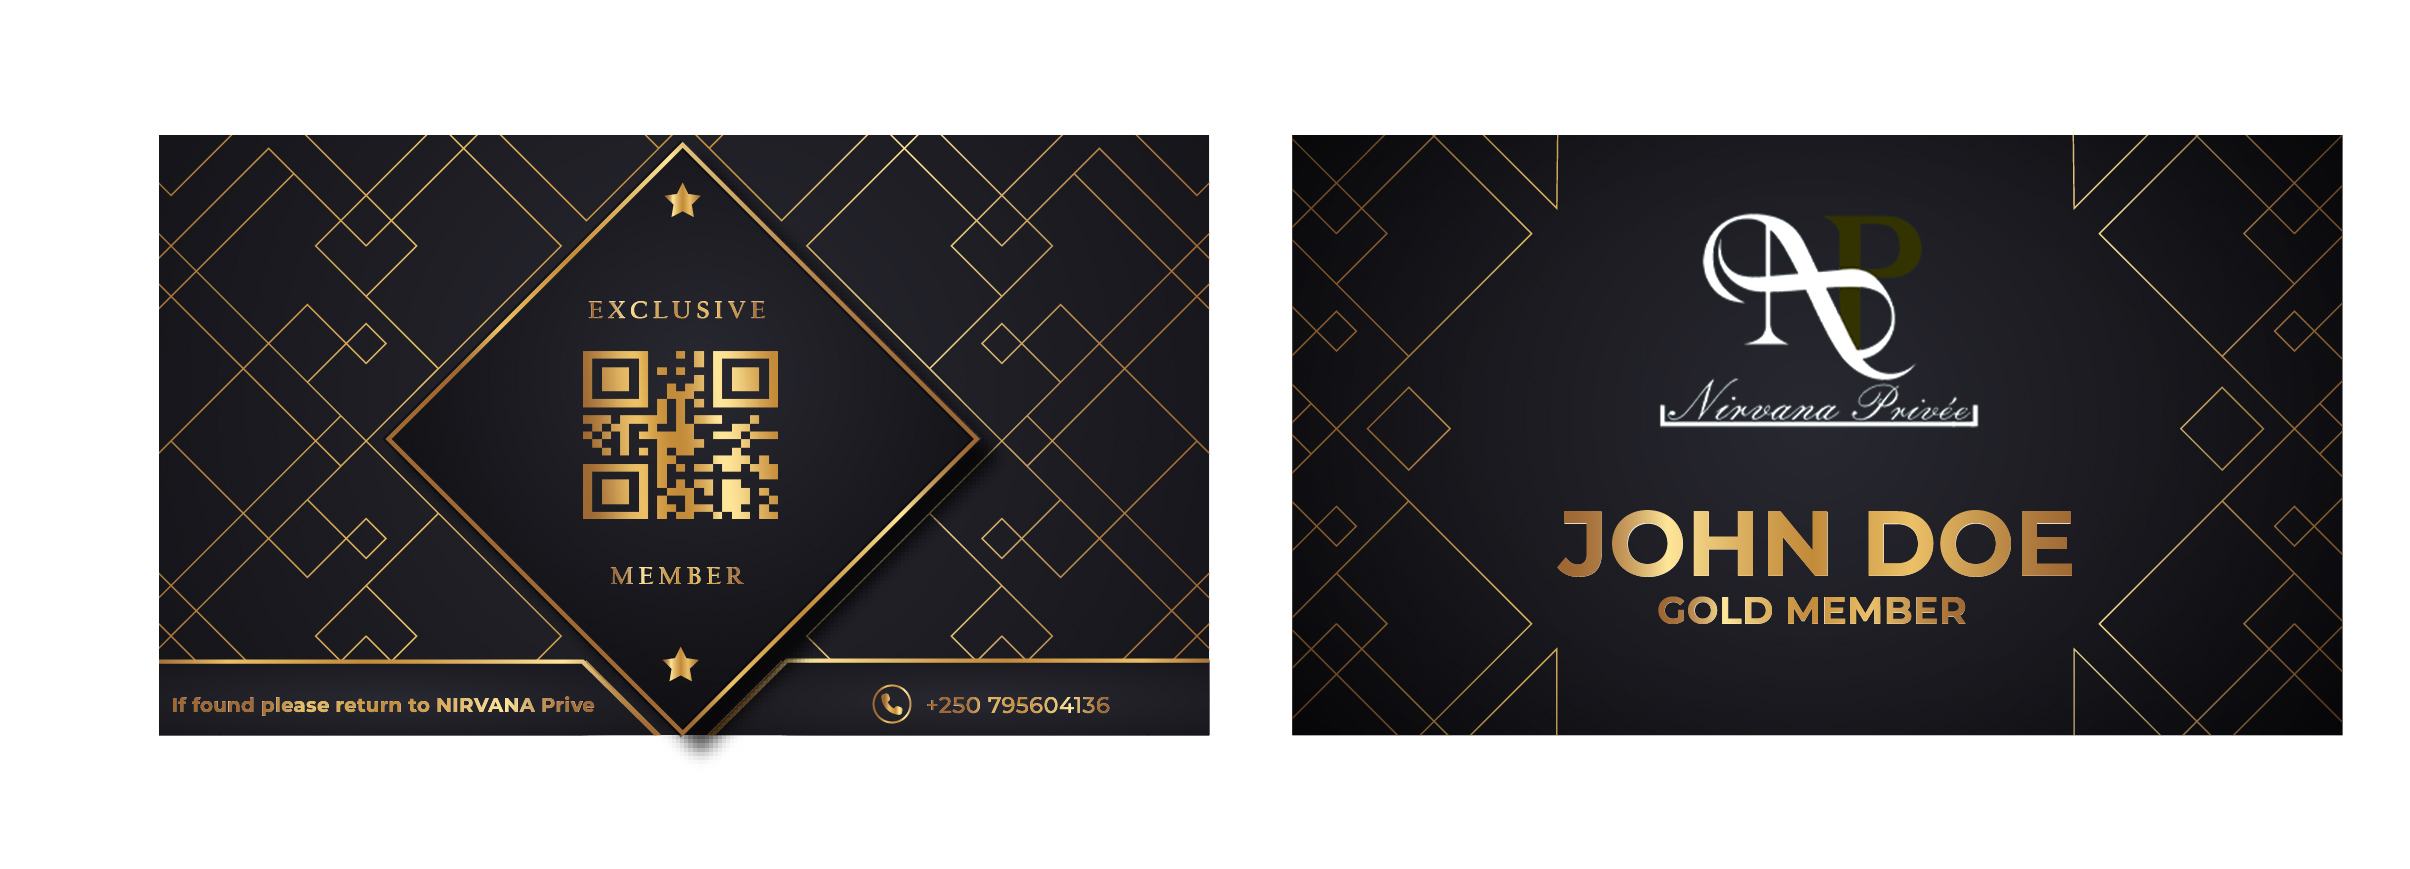 EXCLUSIVE
MEMBER
If found please return to NIRVANA Prive
+250 795604136
NP
Nirvana Privée
JOHN DOE
GOLD MEMBER